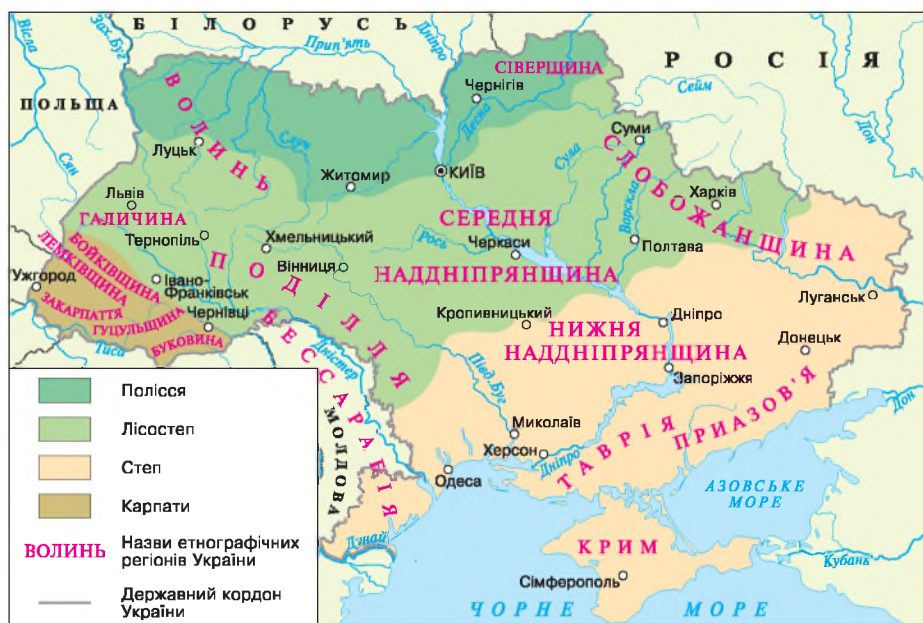 БІЛОРУСЬ
РОСІЯ
ПОЛЬЩА
МОЛДОВА
Вісла
Зах.Буг
Прип'ять
Дніпро
Десна
Сейм
Дон
Сян
Случ
Сула
Ворскла
Рось
Тиса
Дністер
Півд.Буг
Дніпро
Дунай
Дон
Кубань
ВОЛИНЬ
СІВЕРЩИНА
СЛОБОЖАНЩИНА
ГАЛИЧИНА
ПОДІЛЛЯ
СЕРЕДНЯ
НАДДНІПРЯНЩИНА
БОЙКІВЩИНА
ЛЕМКІВЩИНА
ЗАКАРПАТТЯ
ГУЦУЛЬЩИНА
БУКОВИНА
БЕССАРАБІЯ
НИЖНЯ
НАДДНІПРЯНЩИНА
ТАВРІЯ
ПРИАЗОВ'Я
КРИМ
Чернігів
Луцьк
Житомир
КИЇВ
Суми
Харків
Львів
Тернопіль
Хмельницький
Вінниця
Черкаси
Полтава
Ужгород
Івано-
Франківськ
Чернівці
Кропивницький
Дніпро
Луганськ
Донецьк
Запоріжжя
Миколаїв
Херсон
Одеса
Сімферополь
АЗОВСЬКЕ
МОРЕ
ЧОРНЕ МОРЕ
Полісся
Лісостеп
Степ
Карпати
ВОЛИНЬ Назви етнографічних
регіонів України
Державний кордон
України